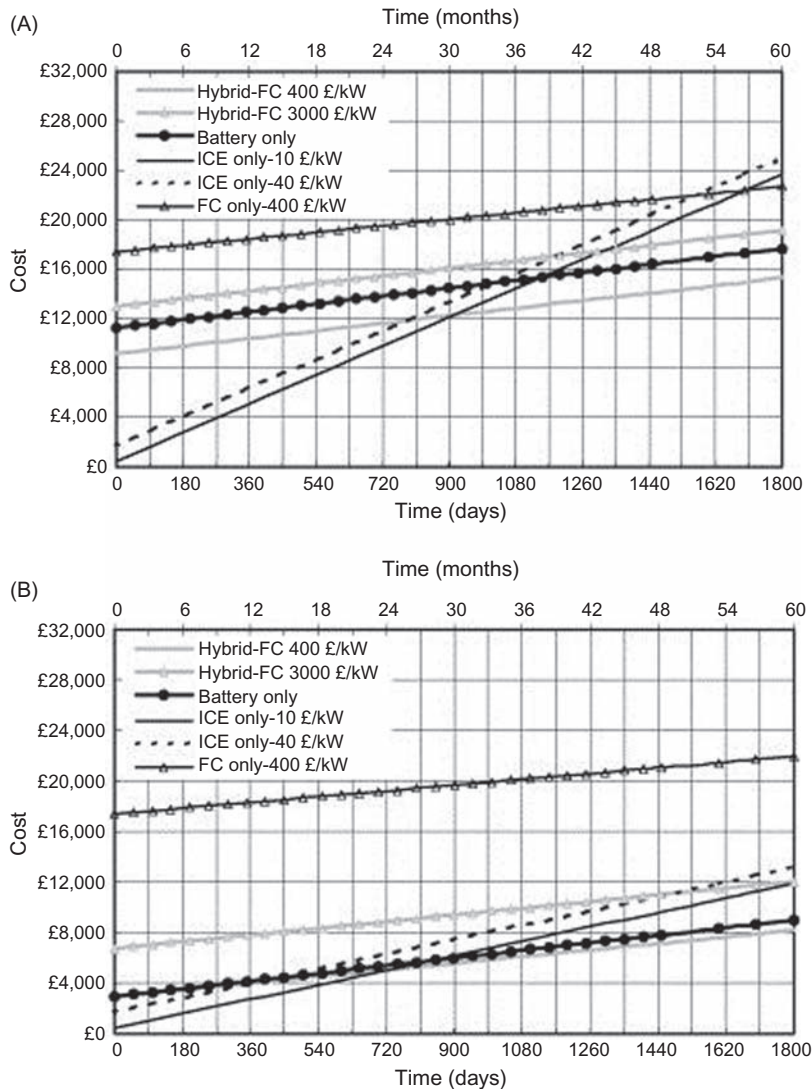 (A)
Time (months)
0 6 12 18 24 30 36 42 48 54 60
£32,000
£28,000
£24,000
£20,000
£16,000
£12,000
£8,000
£4,000
£0
Cost
Hybrid-FC 400 £/kW
Hybrid-FC 3000 £/kW
Battery only
ICE only-10 £/kW
ICE only-40 £/kW
FC only-400 £/kW
0 180 360 540 720 900 1080 1260 1440 1620 1800
Time (days)
(B)
Time (months)
0 6 12 18 24 30 36 42 48 54 60
£32,000
£28,000
£24,000
£20,000
£16,000
£12,000
£8,000
£4,000
£0
Cost
Hybrid-FC 400 £/kW
Hybrid-FC 3000 £/kW
Battery only
ICE only-10 £/kW
ICE only-40 £/kW
FC only-400 £/kW
0 180 360 540 720 900 1080 1260 1440 1620 1800
Time (days)